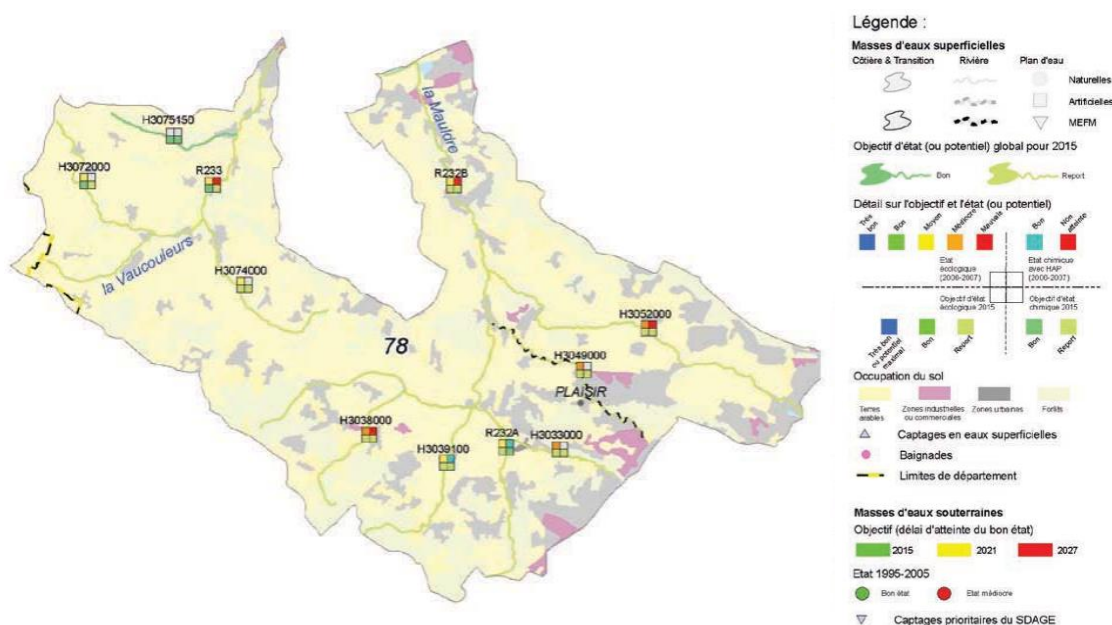 la Mauldre
H3075150
H3072000
R233
R232B
la Vaucouleurs
H3074000
H3052000
78
H3049000
PLAISIR
H3038000
R232A
H3033000
H3039100
Légende :
Masses d'eaux superficielles
Côtière & Transition Rivière Plan d'eau
Naturelles
Artificielles
MEFM
Objectif d'état (ou potentiel) global pour 2015
Bon Report
Détail sur l'objectif et l'état (ou potentiel)
Très bon Bon Moyen Médiocre Mauvais Bon Non atteinte
Etat écologique (2006-2007) Etat chimique avec HAP (2000-2007)
Objectif d'état écologique 2015 Objectif d'état chimique 2015
Très bon ou potentiel maximal Bon Report Bon Report
Occupation du sol
Terres arables Zones industrielles ou commerciales Zones urbaines Forêts
Captages en eaux superficielles
Baignades
Limites de département
Masses d'eaux souterraines
Objectif (délai d'atteinte du bon état)
2015 2021 2027
Etat 1995-2005
Bon état Etat médiocre
Captages prioritaires du SDAGE